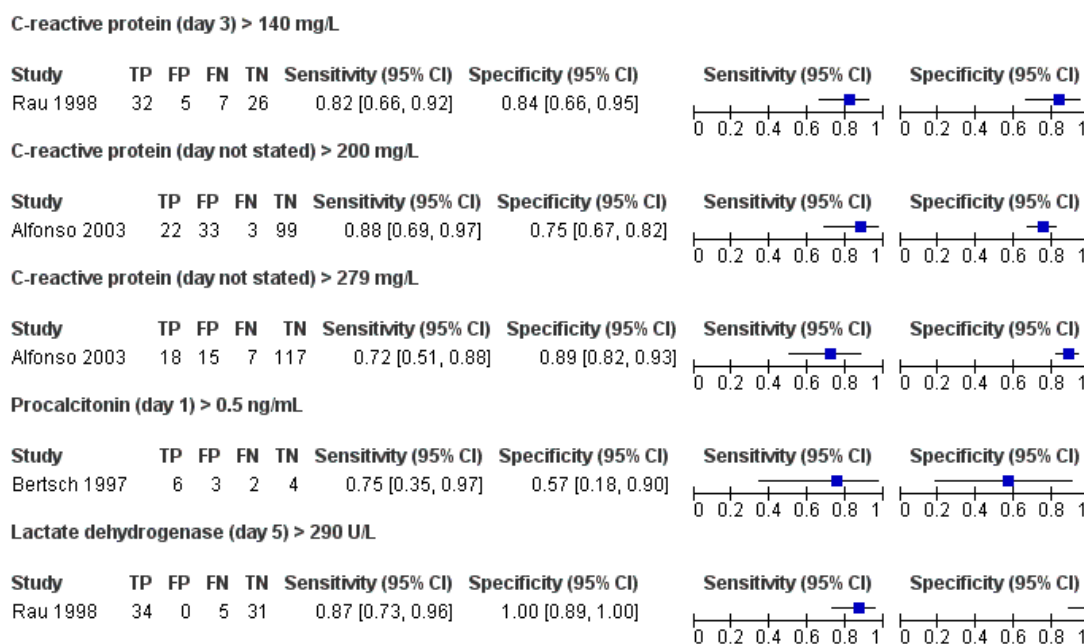 C-reactive protein (day 3) > 140 mg/L
Study TP FP FN TN Sensitivity (95% CI) Specificity (95% CI) Sensitivity (95% CI) Specificity (95% CI)
Rau 1998 32 5 7 26 0.82 [0.66, 0.92] 0.84 [0.66, 0.95]
0 0.2 0.4 0.6 0.8 1 0 0.2 0.4 0.6 0.8 1
C-reactive protein (day not stated) > 200 mg/L
Study TP FP FN TN Sensitivity (95% CI) Specificity (95% CI) Sensitivity (95% CI) Specificity (95% CI)
Alfonso 2003 22 33 3 99 0.88 [0.69, 0.97] 0.75 [0.67, 0.82]
0 0.2 0.4 0.6 0.8 1 0 0.2 0.4 0.6 0.8 1
C-reactive protein (day not stated) > 279 mg/L
Study TP FP FN TN Sensitivity (95% CI) Specificity (95% CI) Sensitivity (95% CI) Specificity (95% CI)
Alfonso 2003 18 15 7 117 0.72 [0.51, 0.88] 0.89 [0.82, 0.93]
0 0.2 0.4 0.6 0.8 1 0 0.2 0.4 0.6 0.8 1
Procalcitonin (day 1) > 0.5 ng/mL
Study TP FP FN TN Sensitivity (95% CI) Specificity (95% CI) Sensitivity (95% CI) Specificity (95% CI)
Bertsch 1997 6 3 2 4 0.75 [0.35, 0.97] 0.57 [0.18, 0.90]
0 0.2 0.4 0.6 0.8 1 0 0.2 0.4 0.6 0.8 1
Lactate dehydrogenase (day 5) > 290 U/L
Study TP FP FN TN Sensitivity (95% CI) Specificity (95% CI) Sensitivity (95% CI) Specificity (95% CI)
Rau 1998 34 0 5 31 0.87 [0.73, 0.96] 1.00 [0.89, 1.00]
0 0.2 0.4 0.6 0.8 1 0 0.2 0.4 0.6 0.8 1